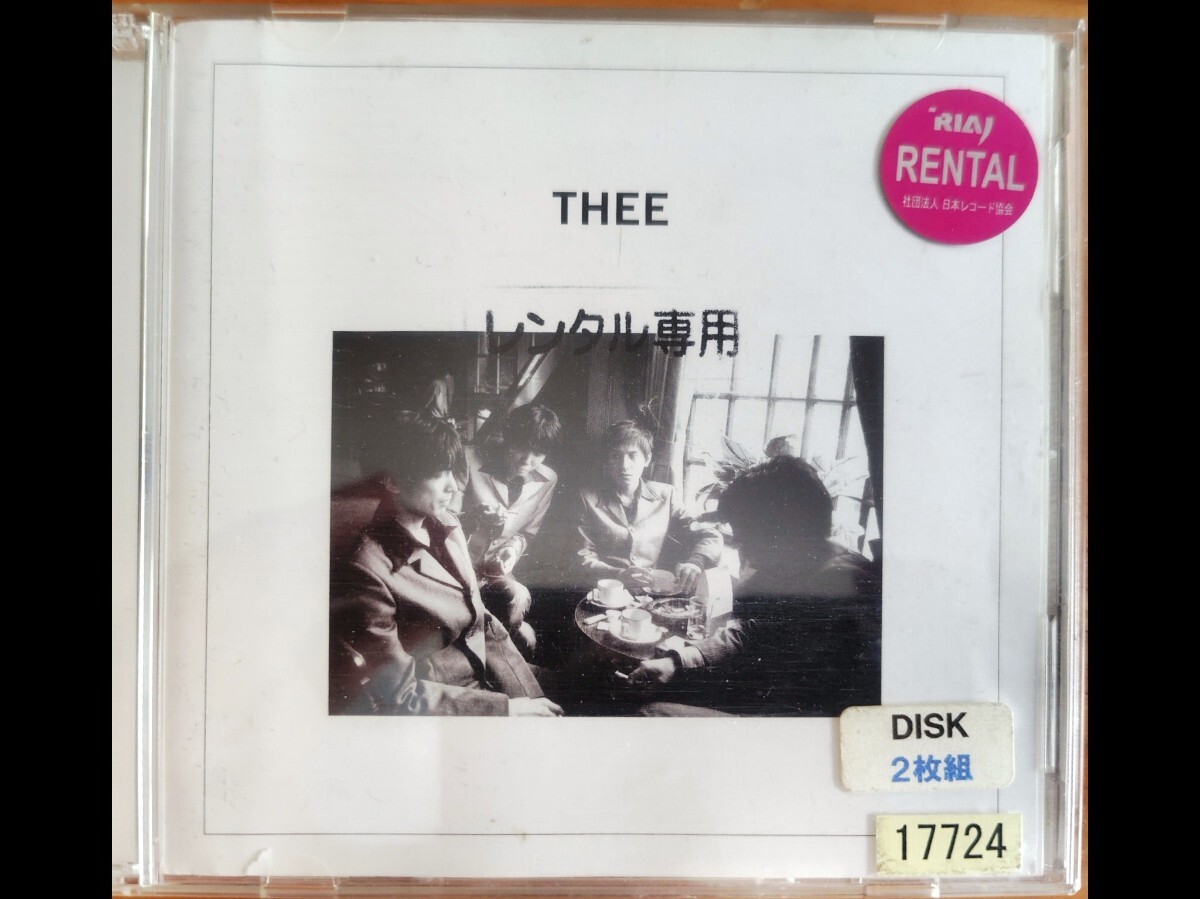 RIAJ
RENTAL
社団法人 日本レコード協会
THEE
レンタル専用
DISK
2枚組
17724